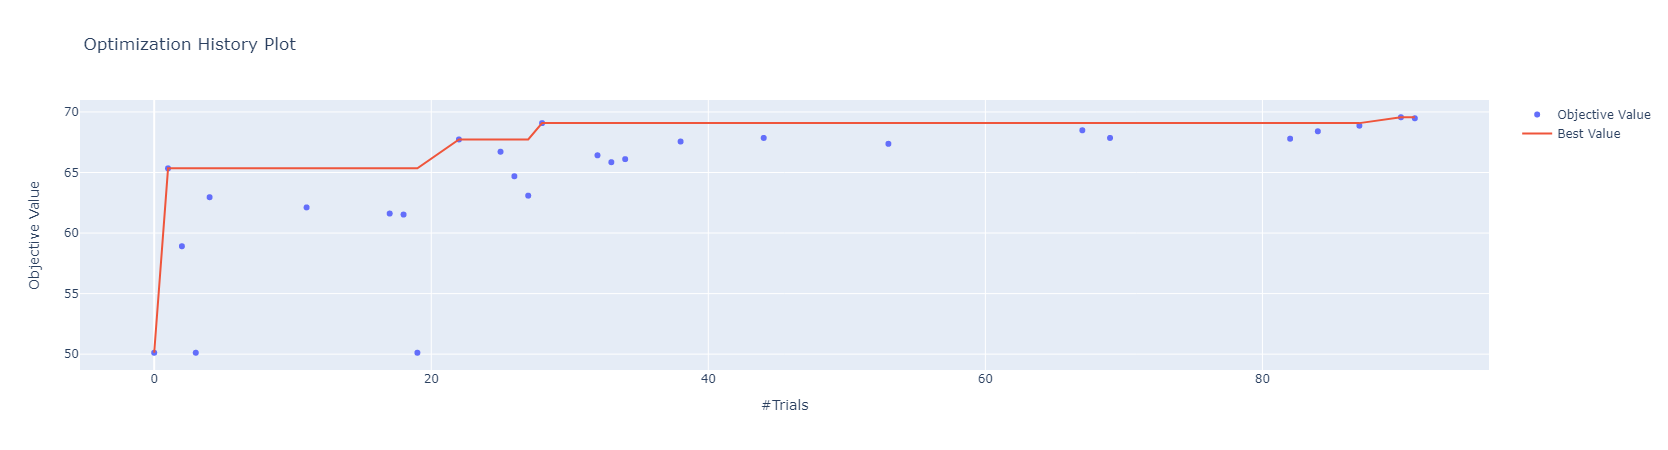 Optimization History Plot
Objective Value
Best Value
70
65
60
55
50
Objective Value
0
20
40
60
80
#Trials